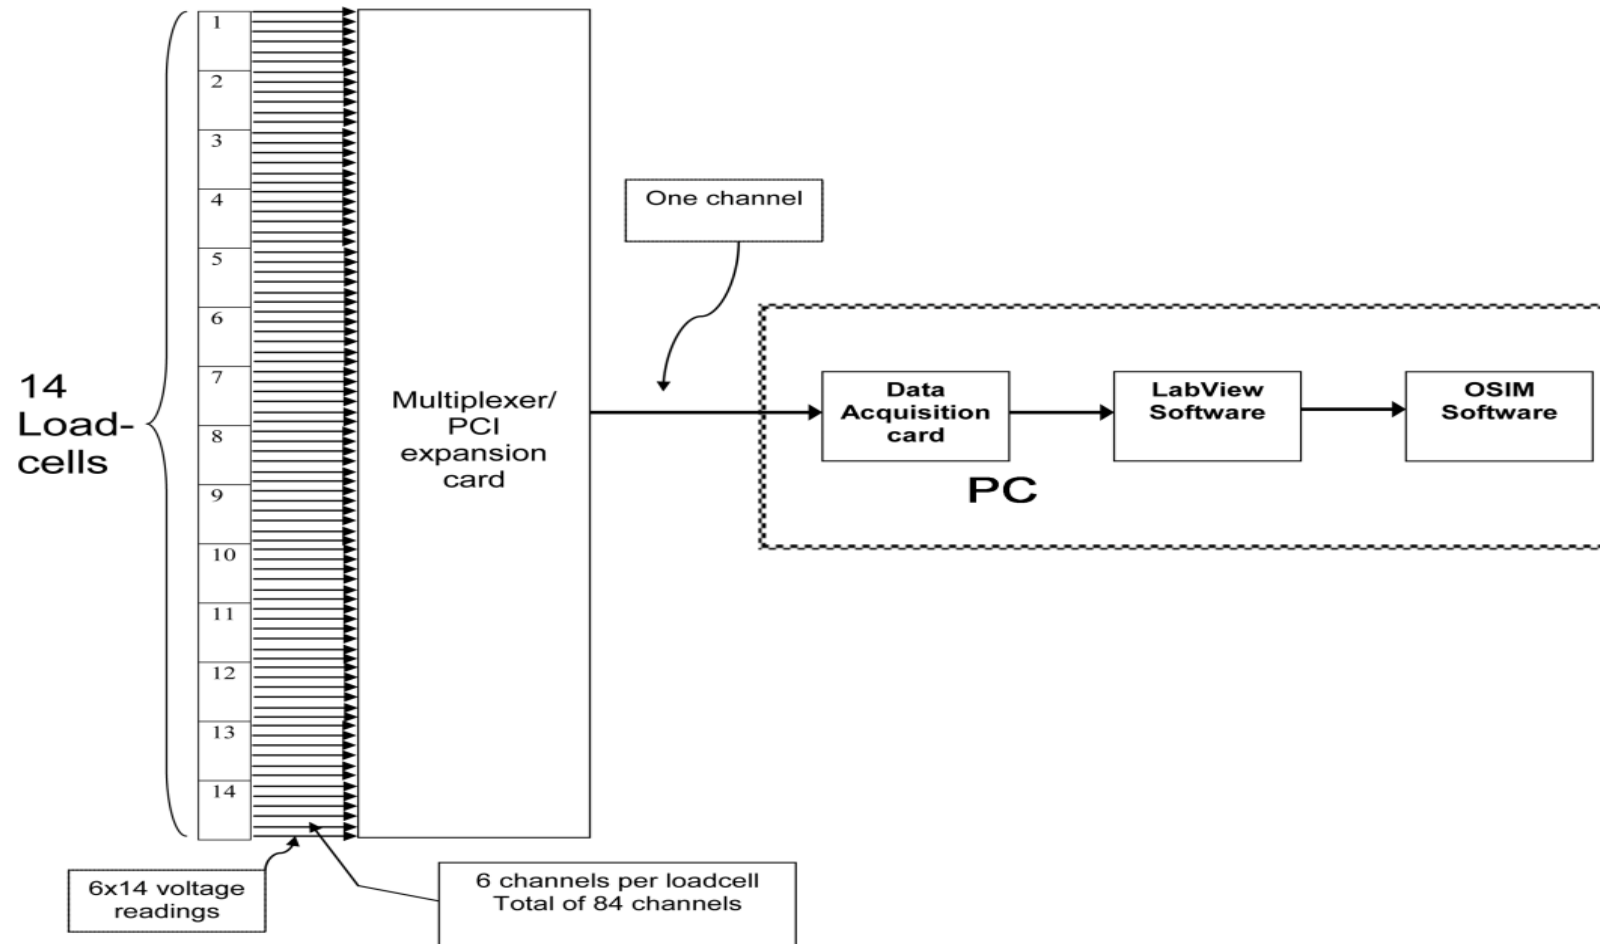 14
Load-
cells
1
2
3
4
5
6
7
8
9
10
11
12
13
14
Multiplexer/
PCI
expansion
card
One channel
Data
Acquisition
card
LabView
Software
OSIM
Software
PC
6x14 voltage
readings
6 channels per loadcell
Total of 84 channels